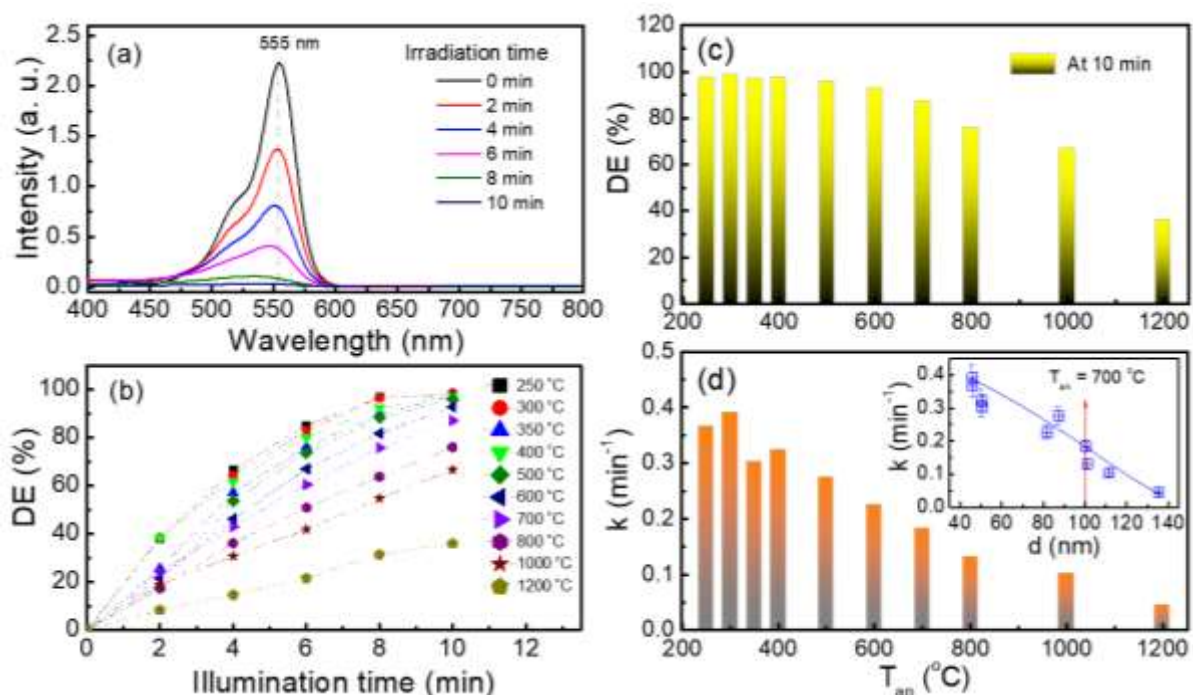 (a)
555 nm
Irradiation time
0 min
2 min
4 min
6 min
8 min
10 min
2.5
2.0
1.5
1.0
0.5
0.0
Intensity (a. u.)
400 450 500 550 600 650 700 750 800
Wavelength (nm)
(b)
250 °C
300 °C
350 °C
400 °C
500 °C
600 °C
700 °C
800 °C
1000 °C
1200 °C
100
80
60
40
20
0
DE (%)
0 2 4 6 8 10 12
Illumination time (min)
(c)
At 10 min
120
100
80
60
40
20
0
DE (%)
200 400 600 800 1000 1200
(d)
0.5
0.4
0.3
0.2
0.1
0.0
k (min⁻¹)
200 400 600 800 1000 1200
Tan (°C)
Tan = 700 °C
0.4
0.3
0.2
0.1
0.0
k (min⁻¹)
40 60 80 100 120 140
d (nm)